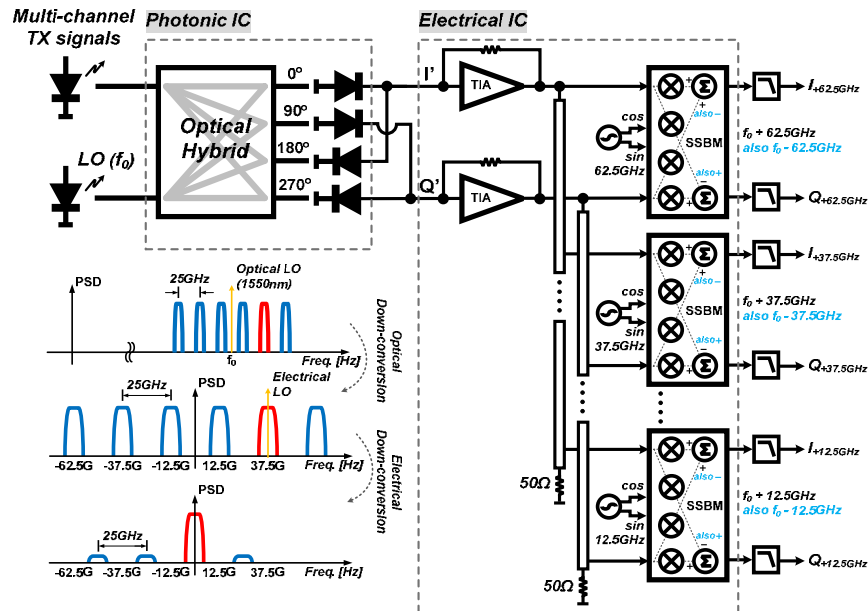 Multi-channel
TX signals
Photonic IC
Electrical IC
0°
90°
180°
270°
Optical
Hybrid
LO (f₀)
I'
Q'
TIA
TIA
cos
sin
62.5GHz
+
+
also −
SSBM
also+
−
+
Σ
Σ
I+62.5GHz
f₀ + 62.5GHz
also f₀ - 62.5GHz
Q+62.5GHz
cos
sin
37.5GHz
+
+
also −
SSBM
also+
−
+
Σ
Σ
I+37.5GHz
f₀ + 37.5GHz
also f₀ - 37.5GHz
Q+37.5GHz
cos
sin
12.5GHz
+
+
also −
SSBM
also+
−
+
Σ
Σ
I+12.5GHz
f₀ + 12.5GHz
also f₀ - 12.5GHz
Q+12.5GHz
50Ω
50Ω
PSD
25GHz
Optical LO
(1550nm)
f₀
Freq. [Hz]
Optical
Down-conversion
PSD
25GHz
Electrical
LO
-62.5G -37.5G -12.5G 12.5G 37.5G Freq. [Hz]
Electrical
Down-conversion
PSD
25GHz
-62.5G -37.5G -12.5G 12.5G 37.5G Freq. [Hz]